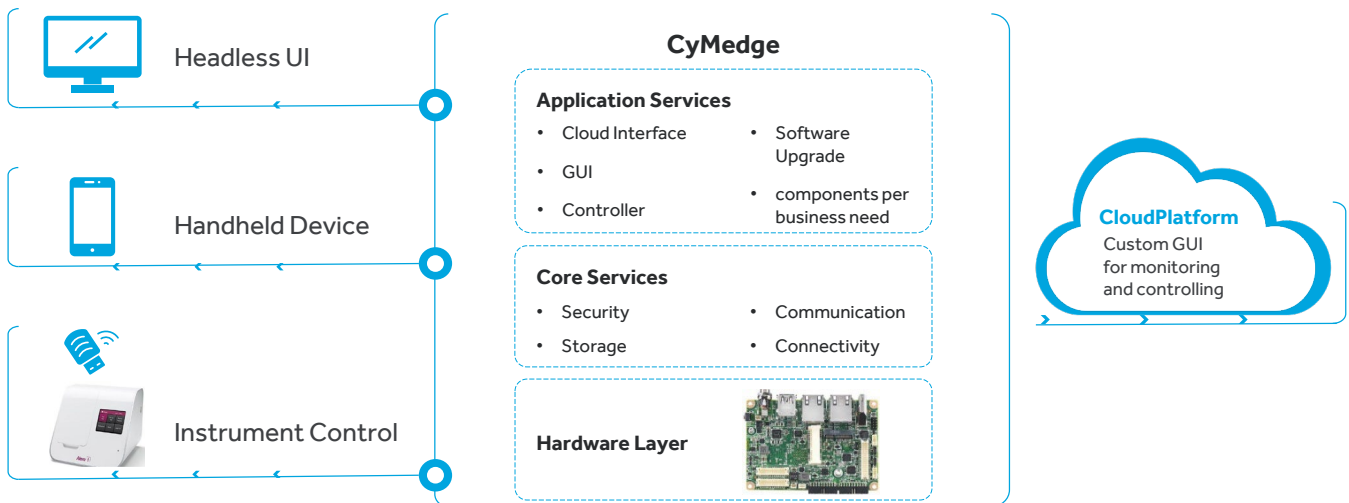 Headless UI
Handheld Device
Instrument Control
CyMedge
Application Services
• Cloud Interface
• GUI
• Controller
• Software
Upgrade
• components per
business need
Core Services
• Security
• Storage
• Communication
• Connectivity
Hardware Layer
CloudPlatform
Custom GUI
for monitoring
and controlling